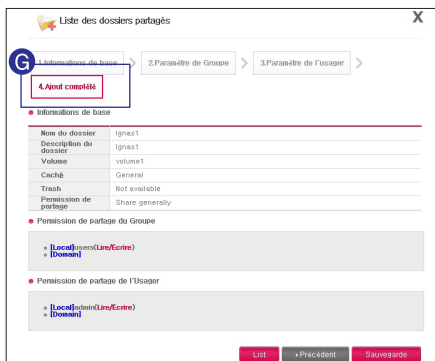 Liste des dossiers partagés X
G
1.Informations de base > 2.Paramètre de Groupe > 3.Paramètre de l'usager >
4.Ajout complété
Informations de base
Nom du dossier Ignas1
Description du dossier Ignas1
Volume volume1
Caché General
Trash Not available
Permission de partage Share generally
Permission de partage du Groupe
[Local]users(Lire/Ecrire)
[Domain]
Permission de partage de l'Usager
[Local]admin(Lire/Ecrire)
[Domain]
List Précédent Sauvegarde